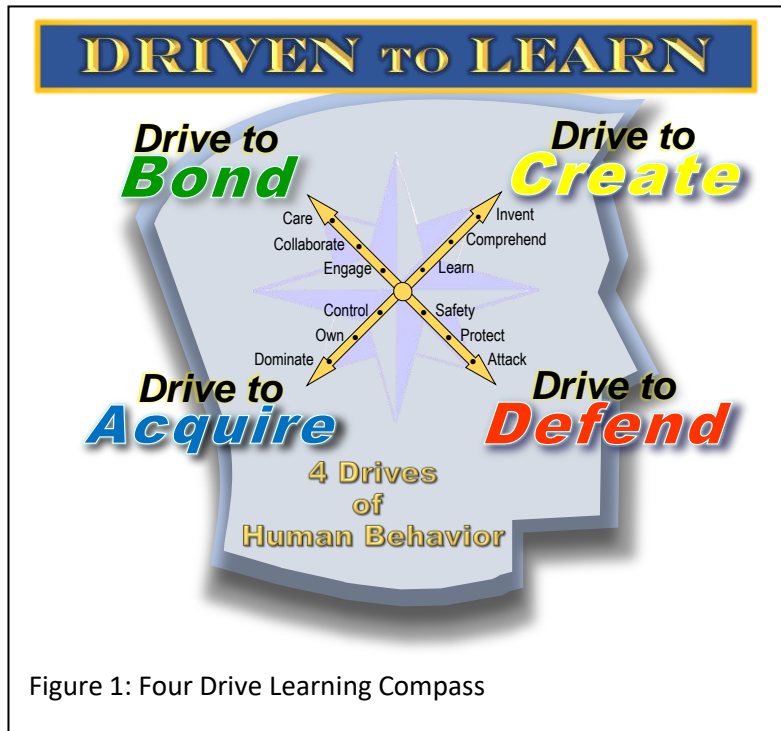 DRIVEN TO LEARN
Drive to
Bond
Drive to
Create
Care
Collaborate
Engage
Invent
Comprehend
Learn
Control
Own
Dominate
Safety
Protect
Attack
Drive to
Acquire
Drive to
Defend
4 Drives
of
Human Behavior
Figure 1: Four Drive Learning Compass